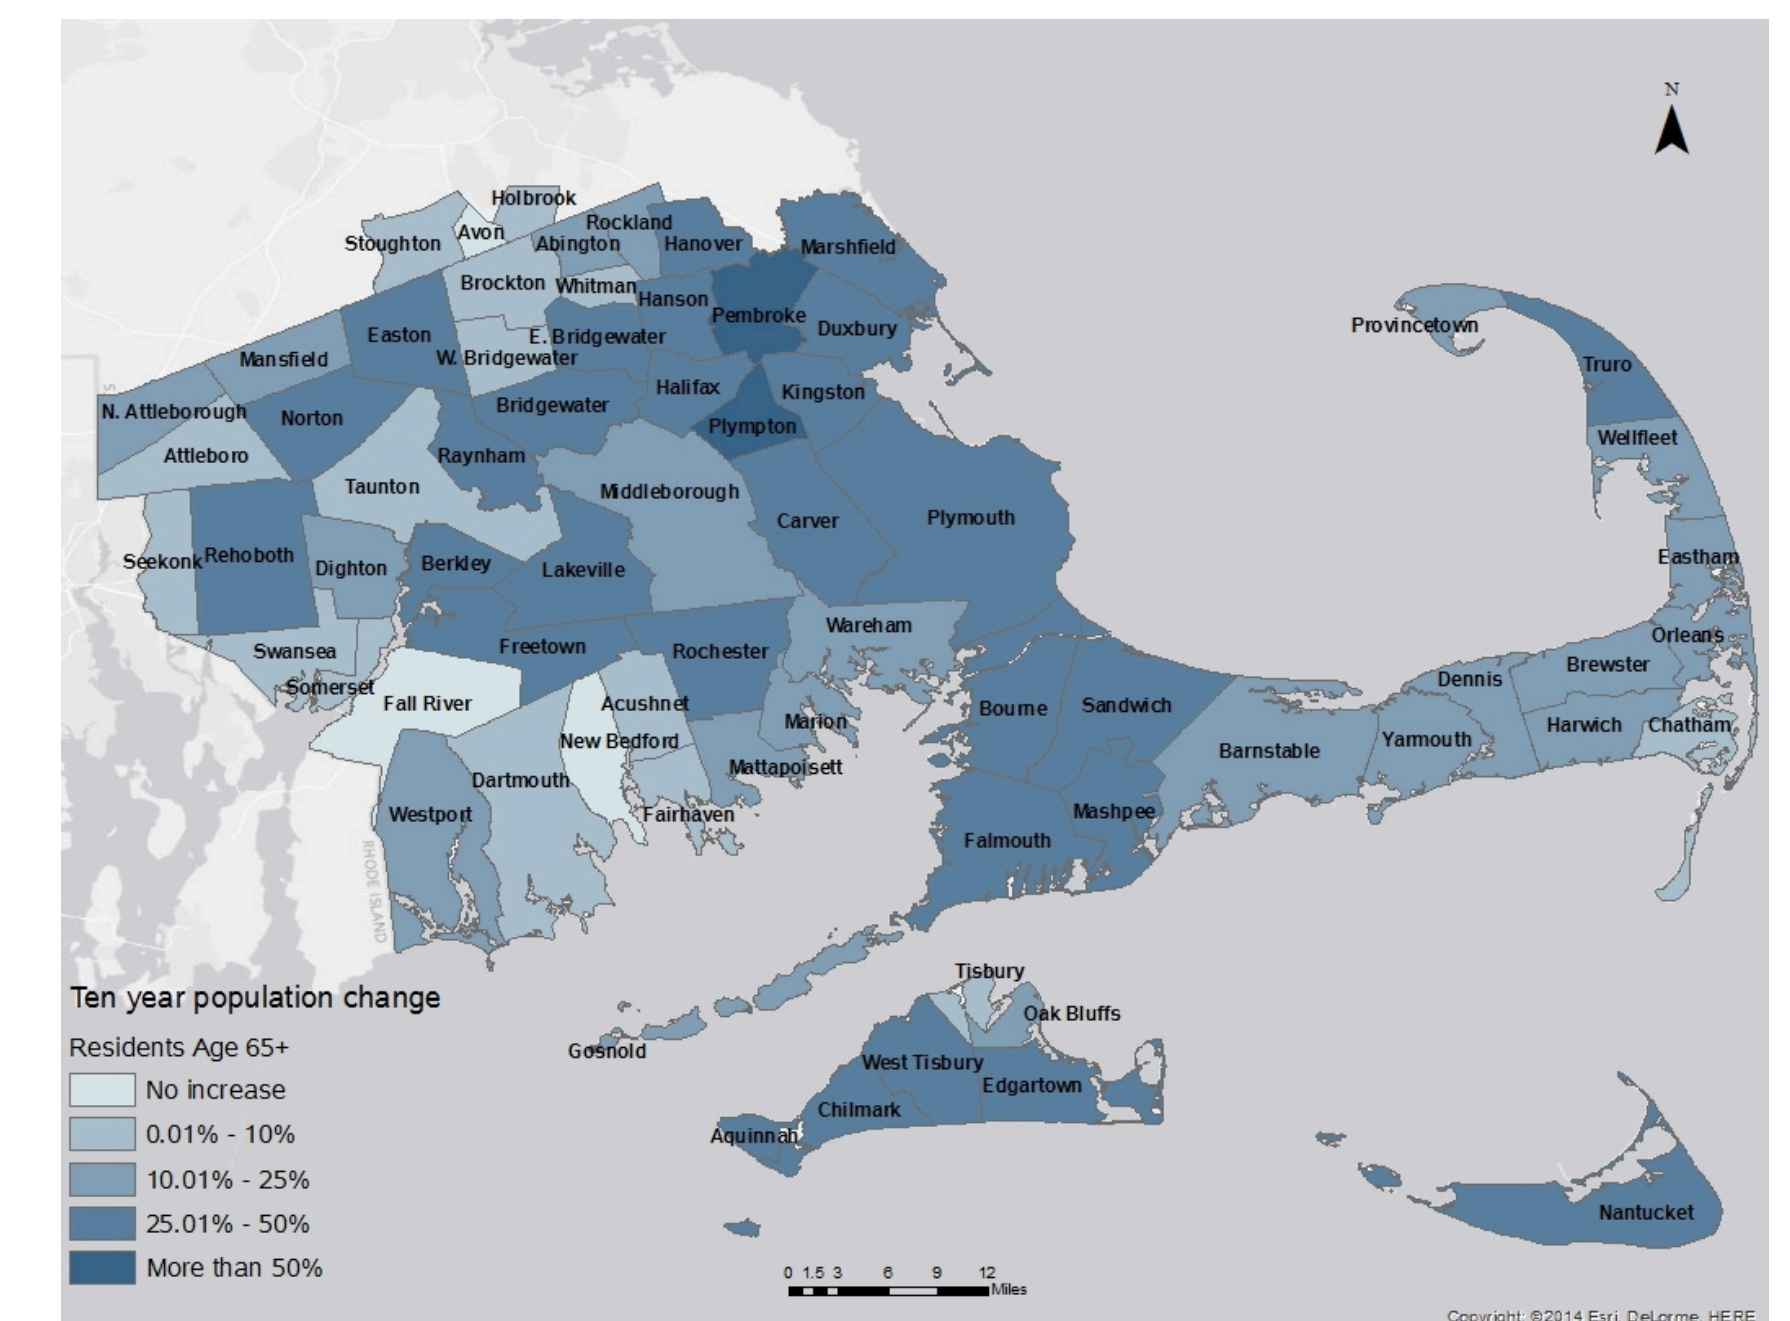 N
Holbrook
Rockland
Avon
Stoughton
Abington
Hanover
Marshfield
Brockton
Whitman
Hanson
Pembroke
Duxbury
Provincetown
Easton
E. Bridgewater
W. Bridgewater
Mansfield
Truro
Halifax
Kingston
Bridgewater
N. Attleborough
Norton
Plympton
Wellfleet
Attleboro
Raynham
Taunton
Middleborough
Carver
Plymouth
Seekonk
Rehoboth
Dighton
Berkley
Lakeville
Eastham
Wareham
Orleans
Swansea
Freetown
Rochester
Brewster
Somerset
Dennis
Fall River
Acushnet
Bourne
Sandwich
Marion
Harwich
Chatham
New Bedford
Yarmouth
Barnstable
Mattapoisett
Dartmouth
Westport
Fairhaven
Mashpee
Falmouth
RHODE ISLAND
Tisbury
Oak Bluffs
Gosnold
West Tisbury
Edgartown
Chilmark
Aquinnah
Nantucket
Ten year population change
Residents Age 65+
No increase
0.01% - 10%
10.01% - 25%
25.01% - 50%
More than 50%
0 1.5 3 6 9 12
Miles
Copyright: ©2014 Esri, DeLorme, HERE